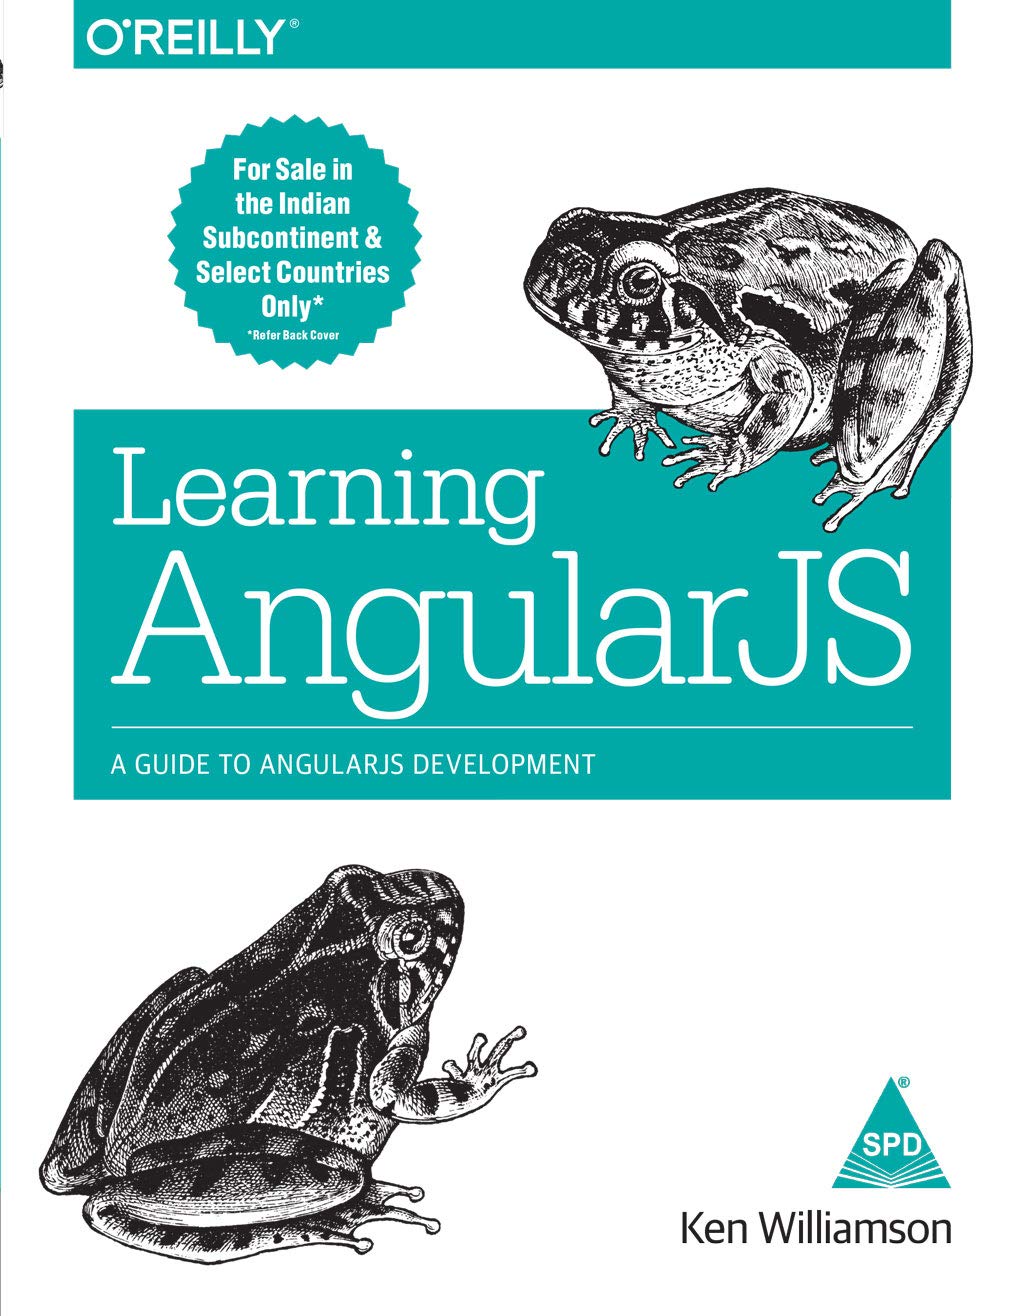 O'REILLY®
For Sale in
the Indian
Subcontinent &
Select Countries
Only*
*Refer Back Cover
Learning
AngularJS
A GUIDE TO ANGULARJS DEVELOPMENT
®
SPD
Ken Williamson